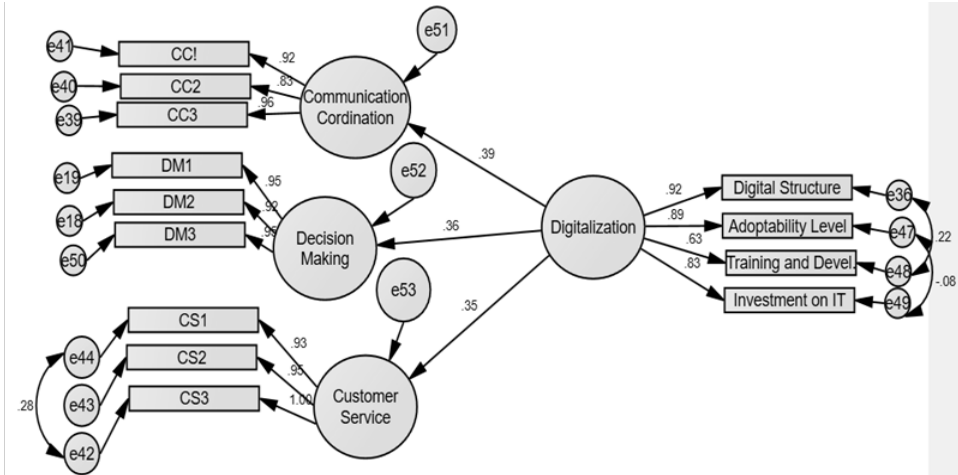 e51
e41
CC!
.92
e40
CC2
.83
e39
CC3
.96
Communication
Cordination
e19
DM1
.95
e52
e18
DM2
.92
e50
DM3
Decision
Making
.39
.36
.35
Digitalization
.92
Digital Structure
e36
.89
Adoptability Level
e47
.22
.63
Training and Devel.
e48
.83
Investment on IT
e49
-.08
e53
CS1
e44
.93
CS2
.95
e43
CS3
1.00
e42
.28
Customer
Service